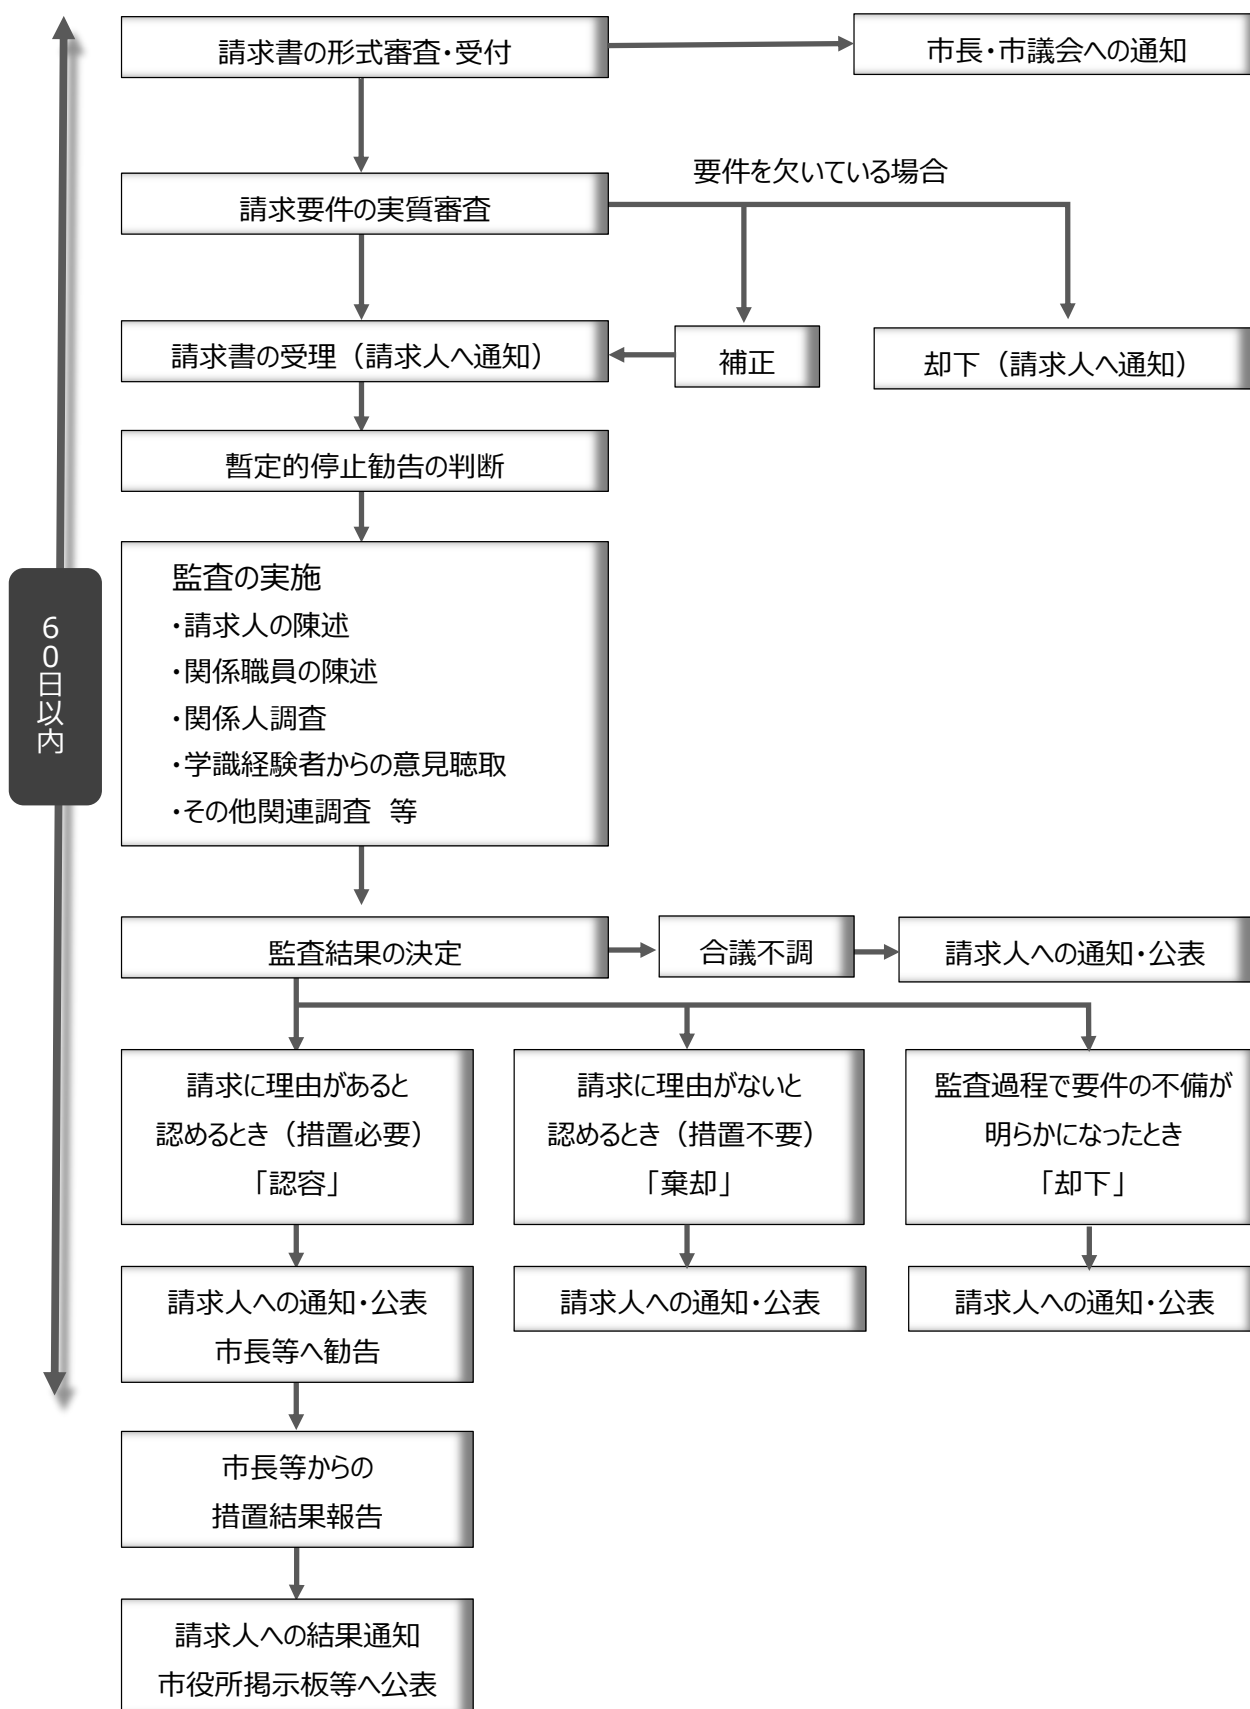 請求書の形式審査・受付
市長・市議会への通知
要件を欠いている場合
請求要件の実質審査
請求書の受理（請求人へ通知）
補正
却下（請求人へ通知）
暫定的停止勧告の判断
60日以内
監査の実施
・請求人の陳述
・関係職員の陳述
・関係人調査
・学識経験者からの意見聴取
・その他関連調査　等
監査結果の決定
合議不調
請求人への通知・公表
請求に理由があると
認めるとき（措置必要）
「認容」
請求に理由がないと
認めるとき（措置不要）
「棄却」
監査過程で要件の不備が
明らかになったとき
「却下」
請求人への通知・公表
市長等へ勧告
請求人への通知・公表
請求人への通知・公表
市長等からの
措置結果報告
請求人への結果通知
市役所掲示板等へ公表